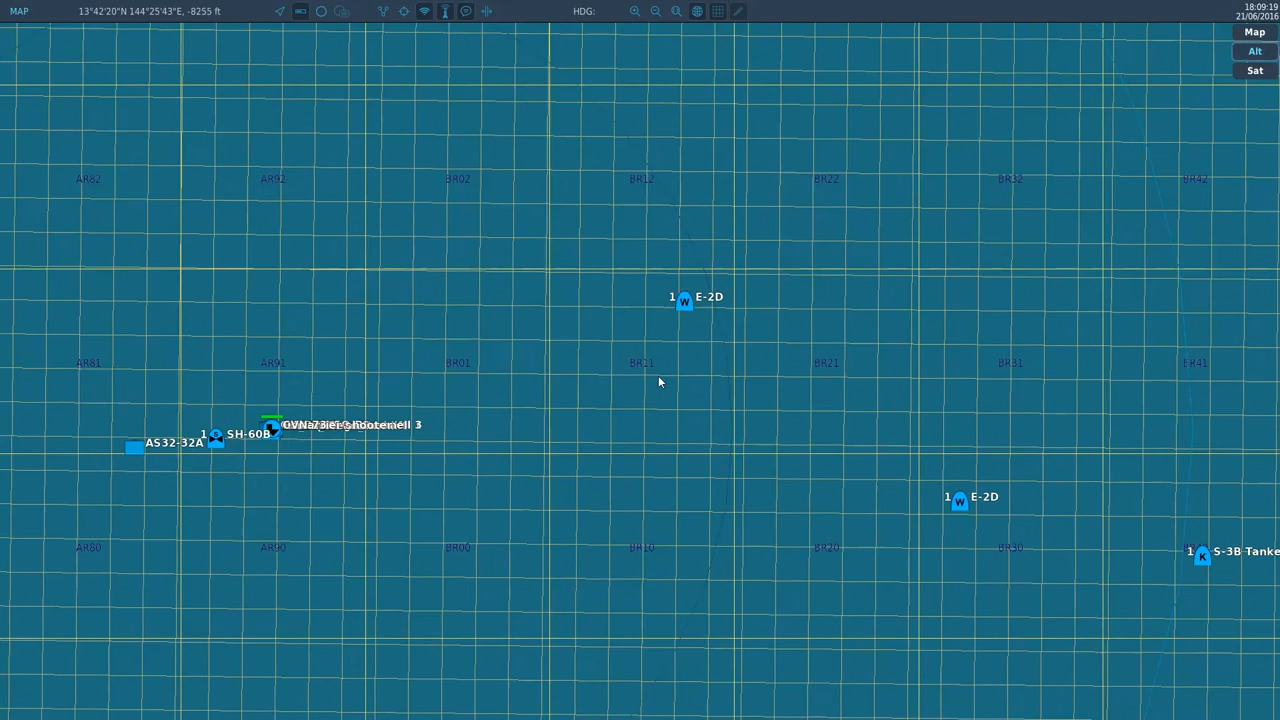 MAP 13°42'20"N 144°25'43"E, -8255 ft HDG: 18:09:19
21/06/2016
Map
Alt
Sat
AR82 AR92 BR02 BR12 BR22 BR32 BR42
1 W E-2D
AR81 AR91 BR01 BR11 BR21 BR31 BR41
1 S SH-60B
AS32-32A
1 W E-2D
AR80 AR90 BR00 BR10 BR20 BR30
1 K S-3B Tanke